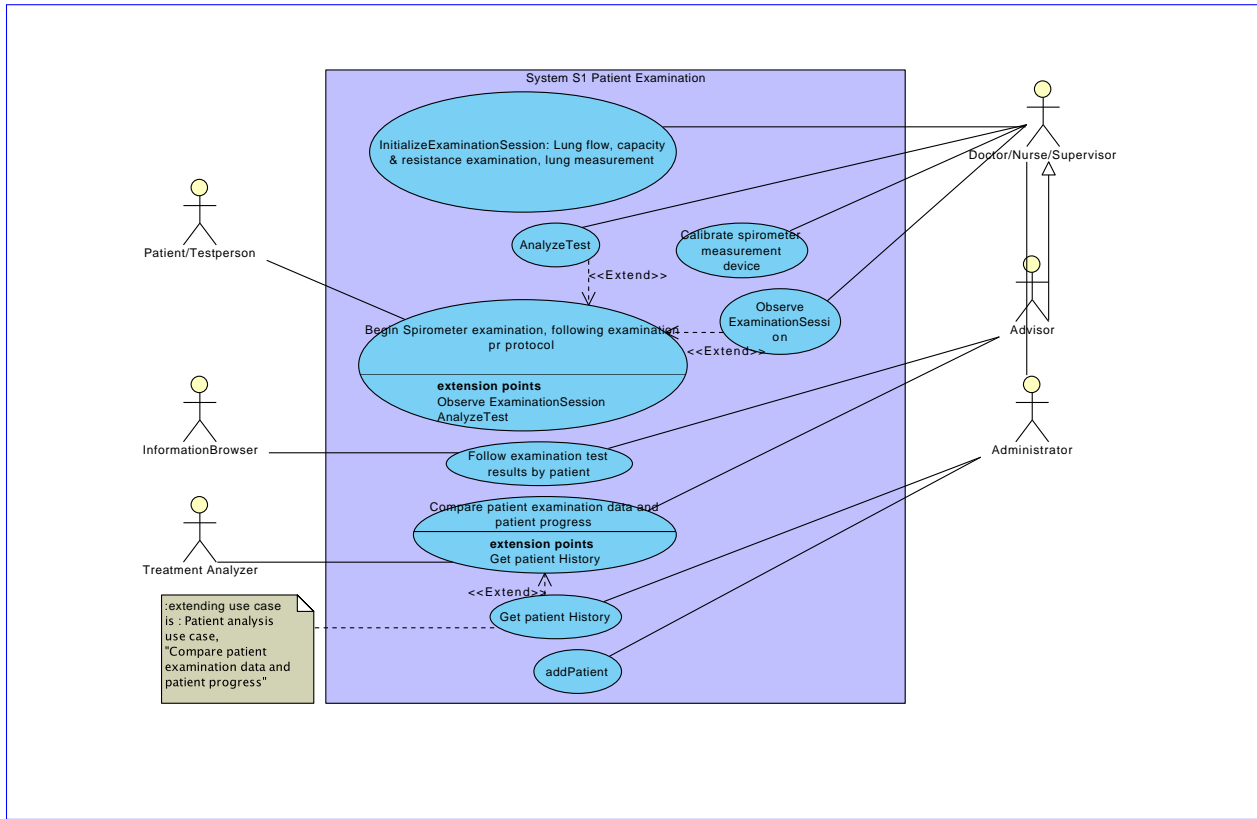 System S1 Patient Examination
InitializeExaminationSession: Lung flow, capacity
& resistance examination, lung measurement
Doctor/Nurse/Supervisor
Patient/Testperson
AnalyzeTest
Calibrate spirometer
measurement
device
<<Extend>>
Observe
ExaminationSessi
on
Advisor
Begin Spirometer examination, following examination
pr protocol
<<Extend>>
extension points
Observe ExaminationSession
AnalyzeTest
InformationBrowser
Follow examination test
results by patient
Administrator
Compare patient examination data and
patient progress
extension points
Get patient History
Treatment Analyzer
<<Extend>>
Get patient History
:extending use case
is : Patient analysis
use case,
"Compare patient
examination data and
patient progress"
addPatient